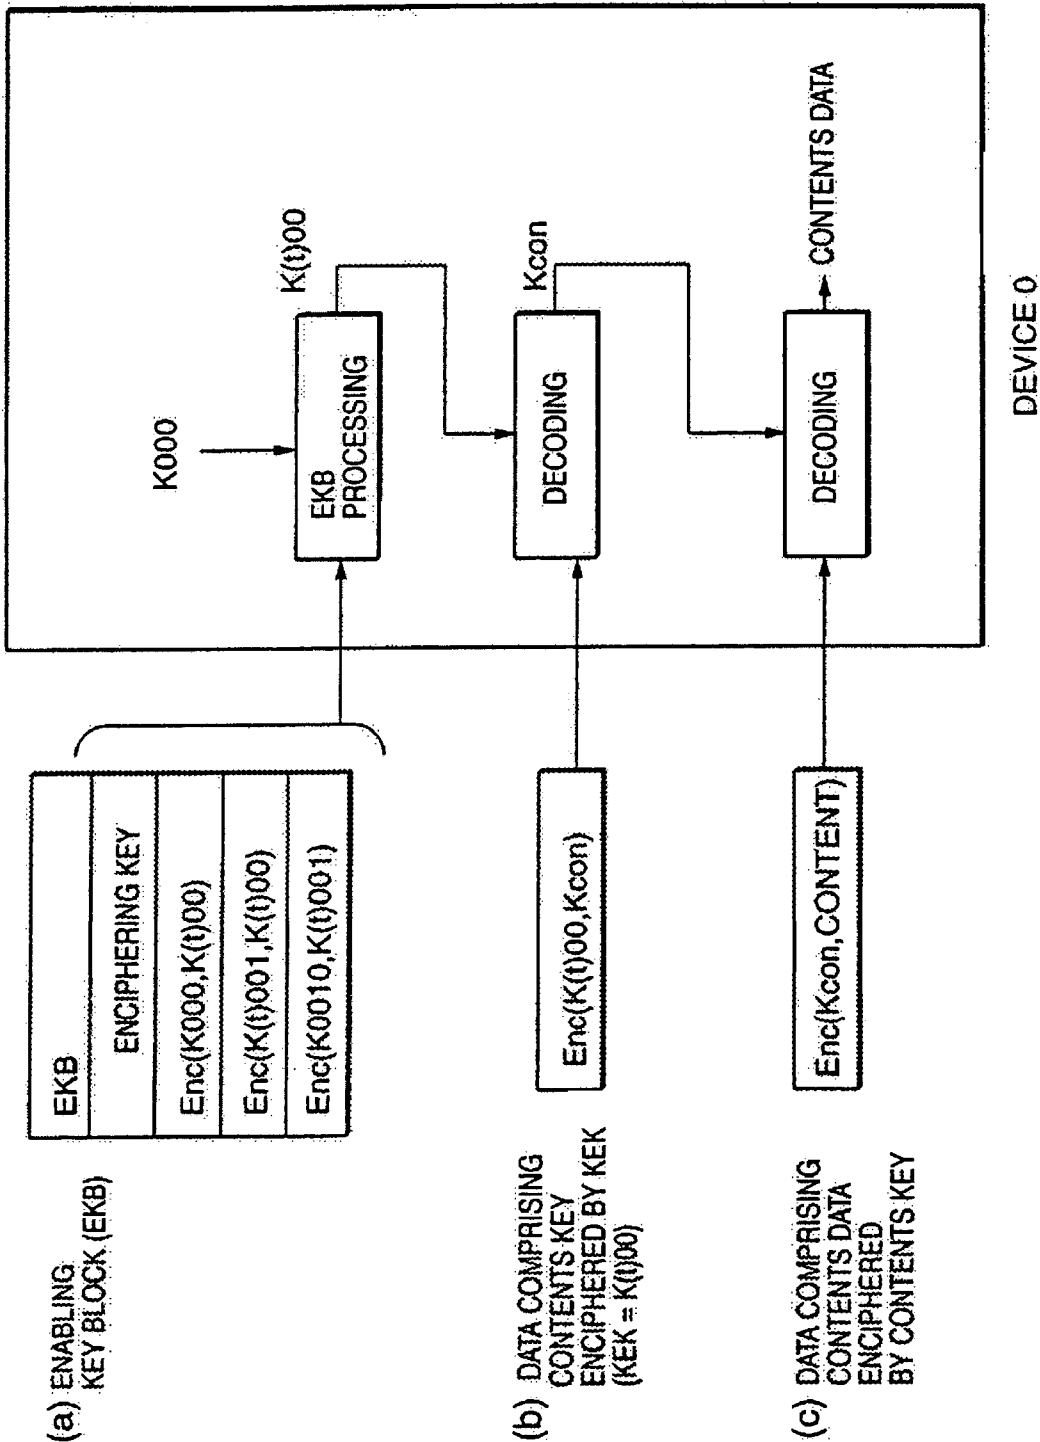 (a) ENABLING
KEY BLOCK (EKB)
EKB
ENCIPHERING KEY
Enc(K000,K(t)00)
Enc(K(t)001,K(t)00)
Enc(K0010,K(t)001)
K000
EKB
PROCESSING
K(t)00
(b) DATA COMPRISING
CONTENTS KEY
ENCIPHERED BY KEK
(KEK = K(t)00)
Enc(K(t)00,Kcon)
DECODING
Kcon
(c) DATA COMPRISING
CONTENTS DATA
ENCIPHERED
BY CONTENTS KEY
Enc(Kcon,CONTENT)
DECODING
CONTENTS DATA
DEVICE 0